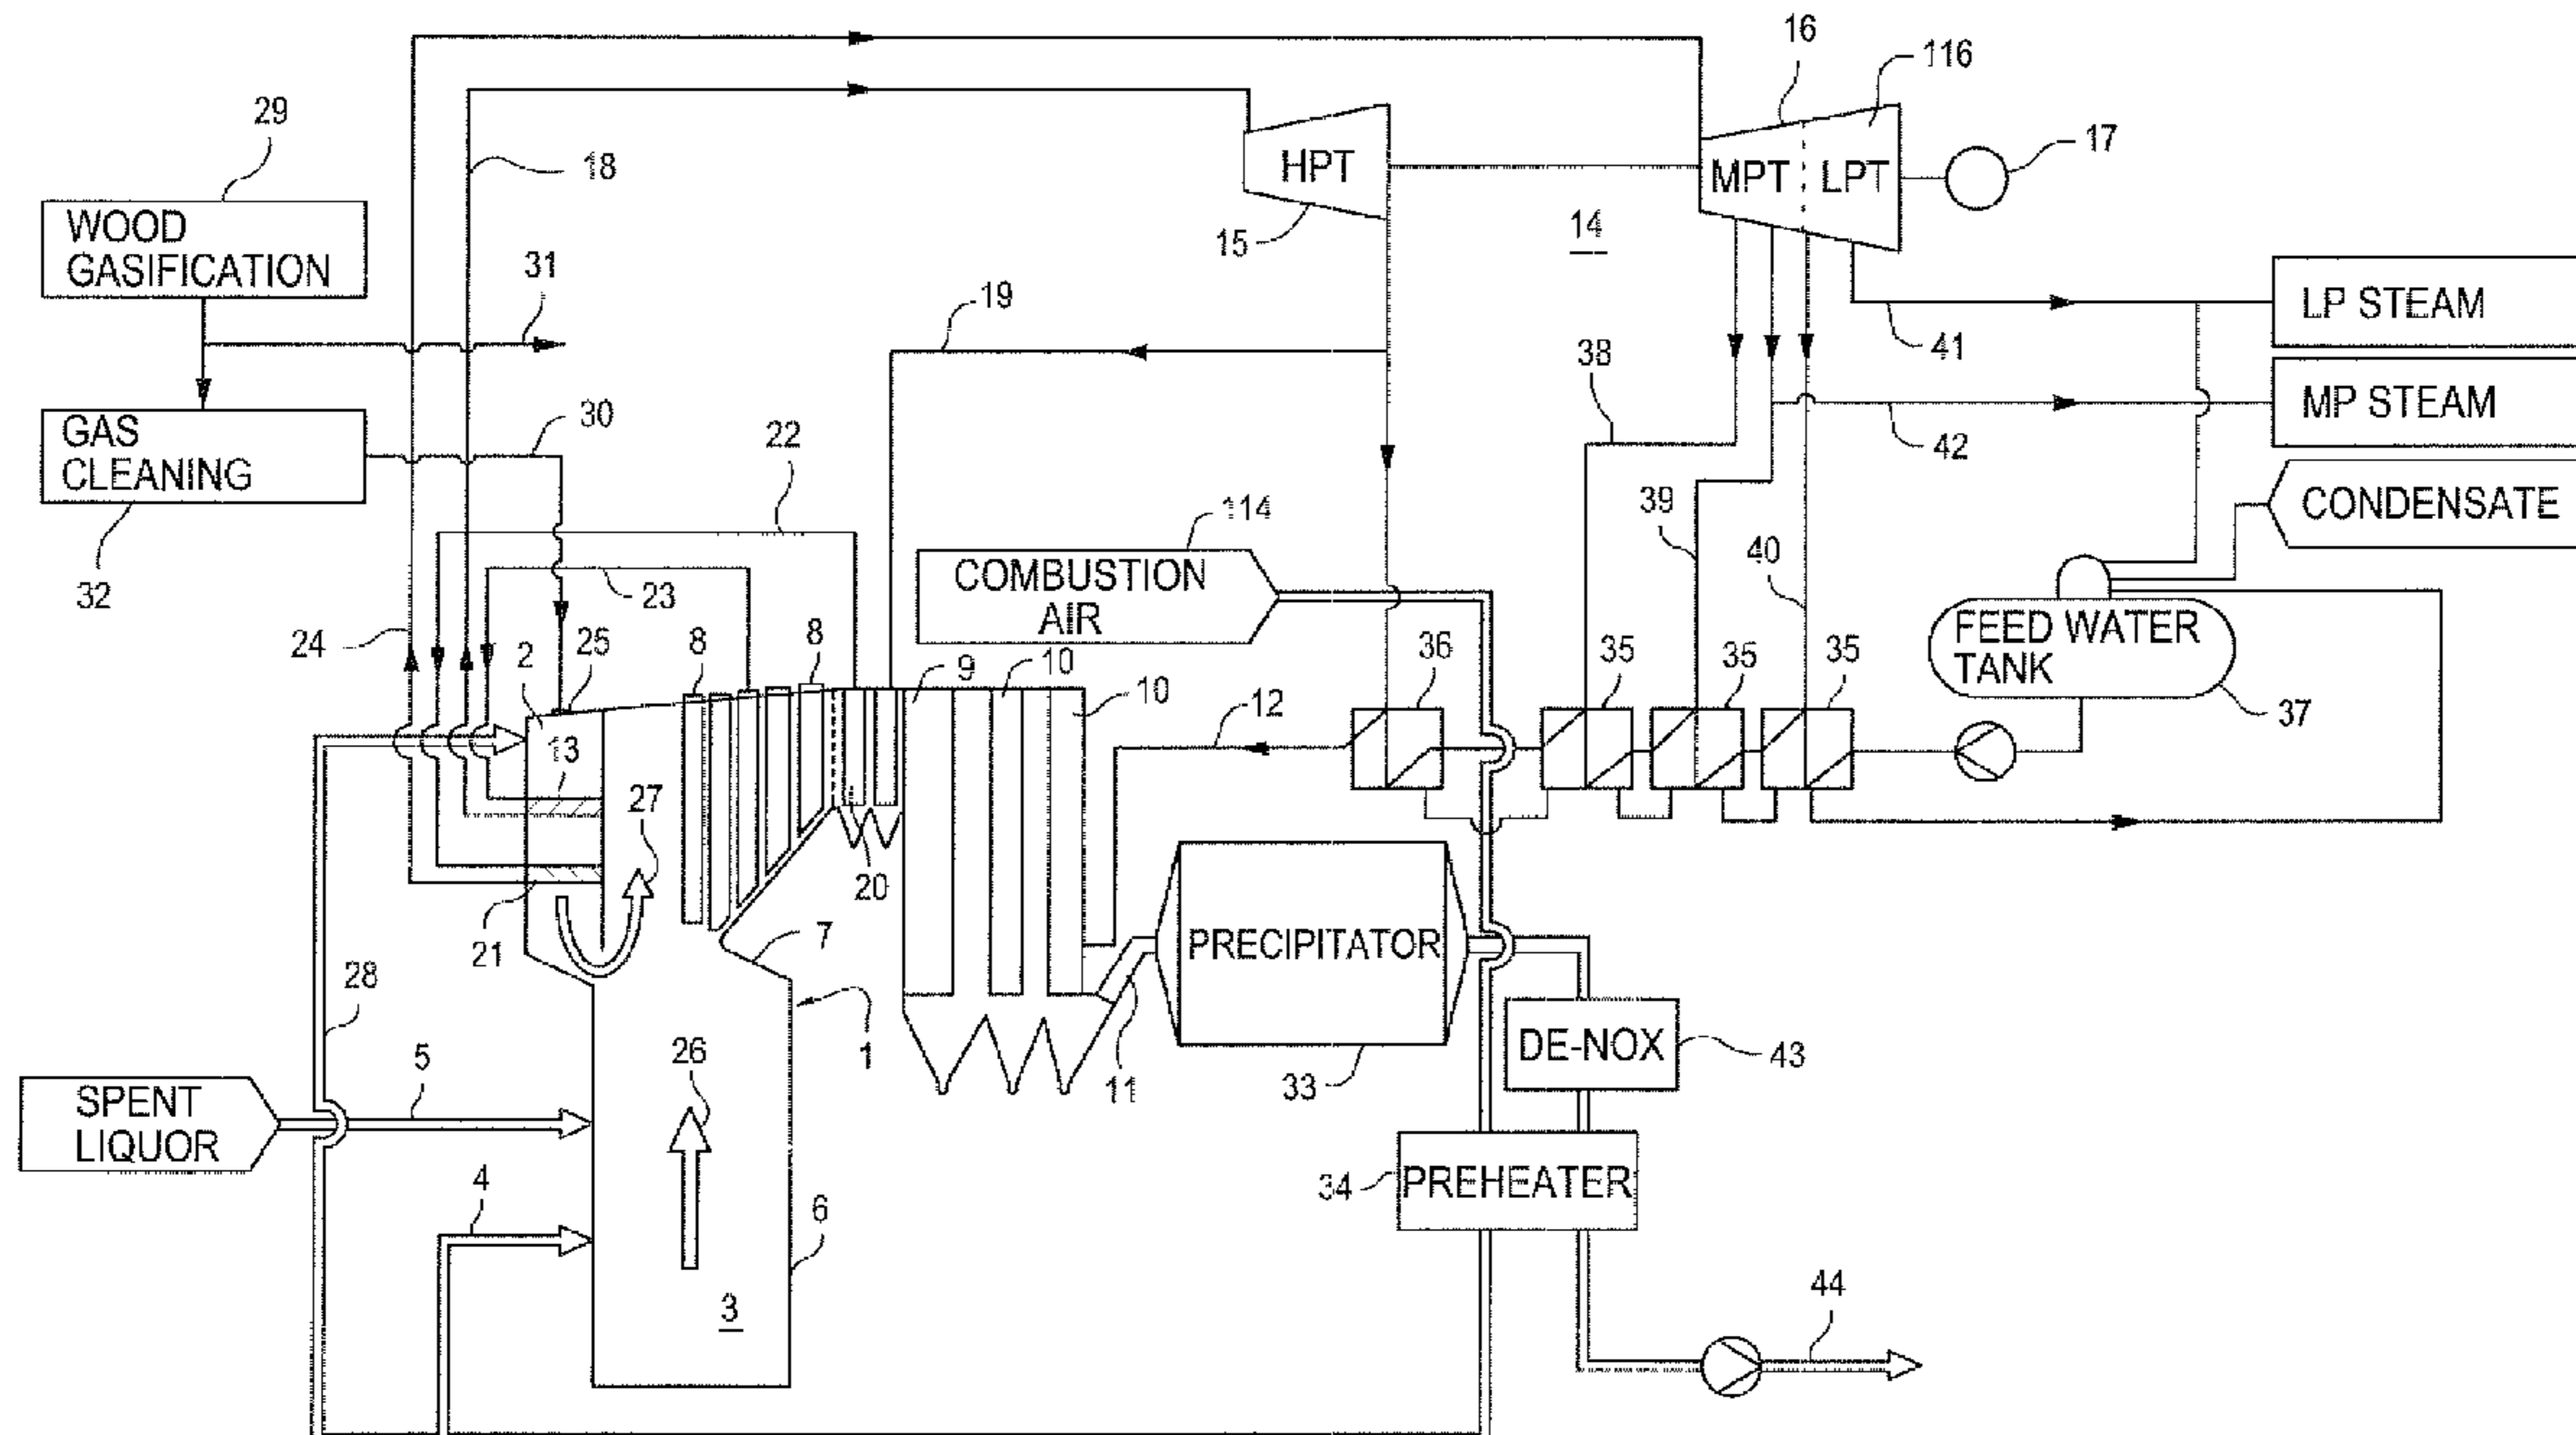 16
116
29
18
HPT
MPT
LPT
17
WOOD
GASIFICATION
15
14
31
19
LP STEAM
41
38
MP STEAM
GAS
CLEANING
30
22
42
39
CONDENSATE
114
32
23
COMBUSTION
AIR
40
24
2
25
8
8
9
10
10
36
35
35
35
FEED WATER
TANK
12
37
13
27
20
21
7
PRECIPITATOR
28
1
11
33
DE-NOX
43
26
SPENT
LIQUOR
5
4
6
34
PREHEATER
3
44